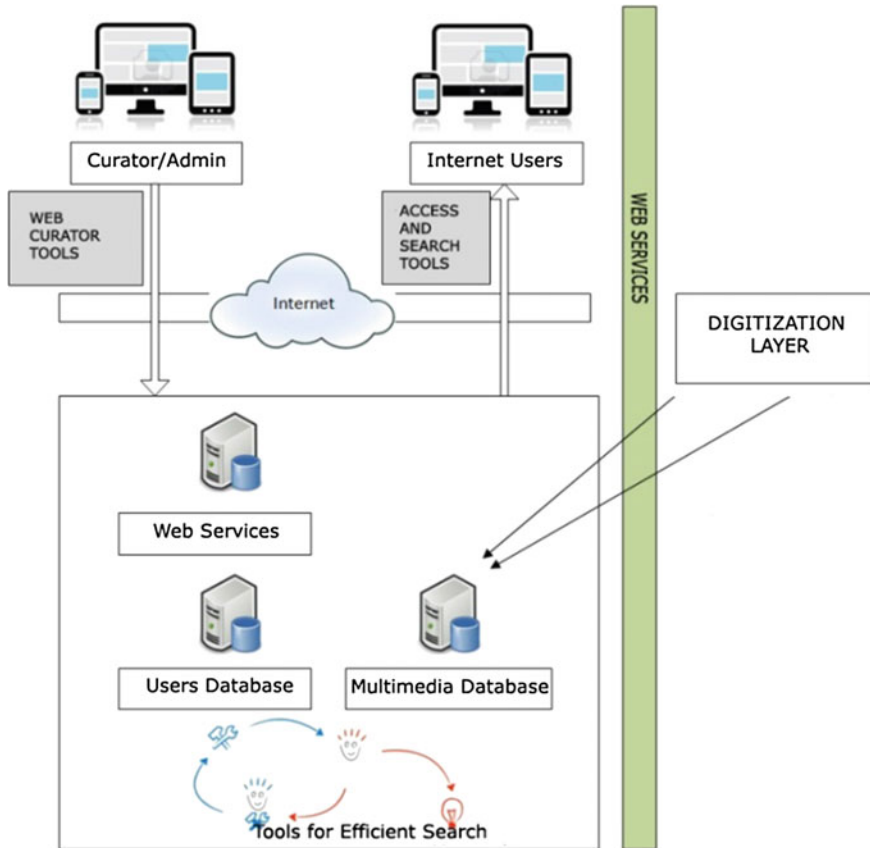 Curator/Admin
Internet Users
WEB
CURATOR
TOOLS
ACCESS
AND
SEARCH
TOOLS
WEB SERVICES
Internet
DIGITIZATION
LAYER
Web Services
Users Database
Multimedia Database
Tools for Efficient Search